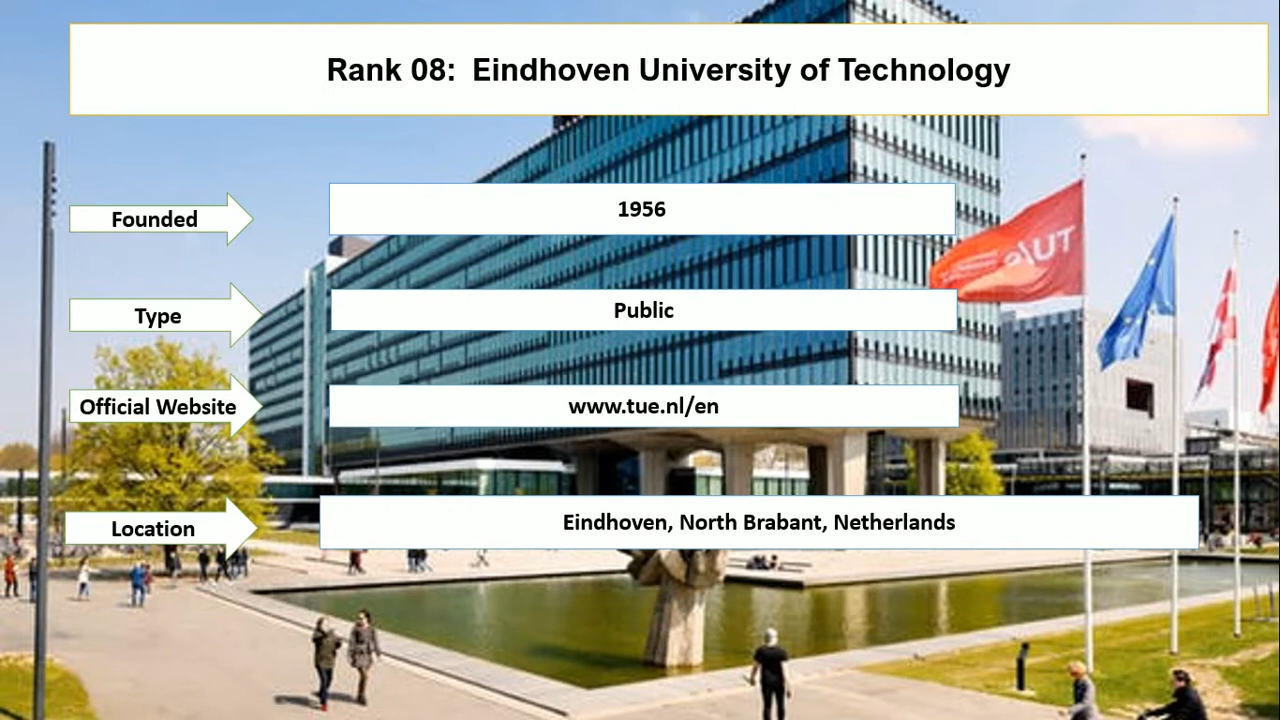 Rank 08: Eindhoven University of Technology
Founded
1956
TU/e
Type
Public
Official Website
www.tue.nl/en
Location
Eindhoven, North Brabant, Netherlands